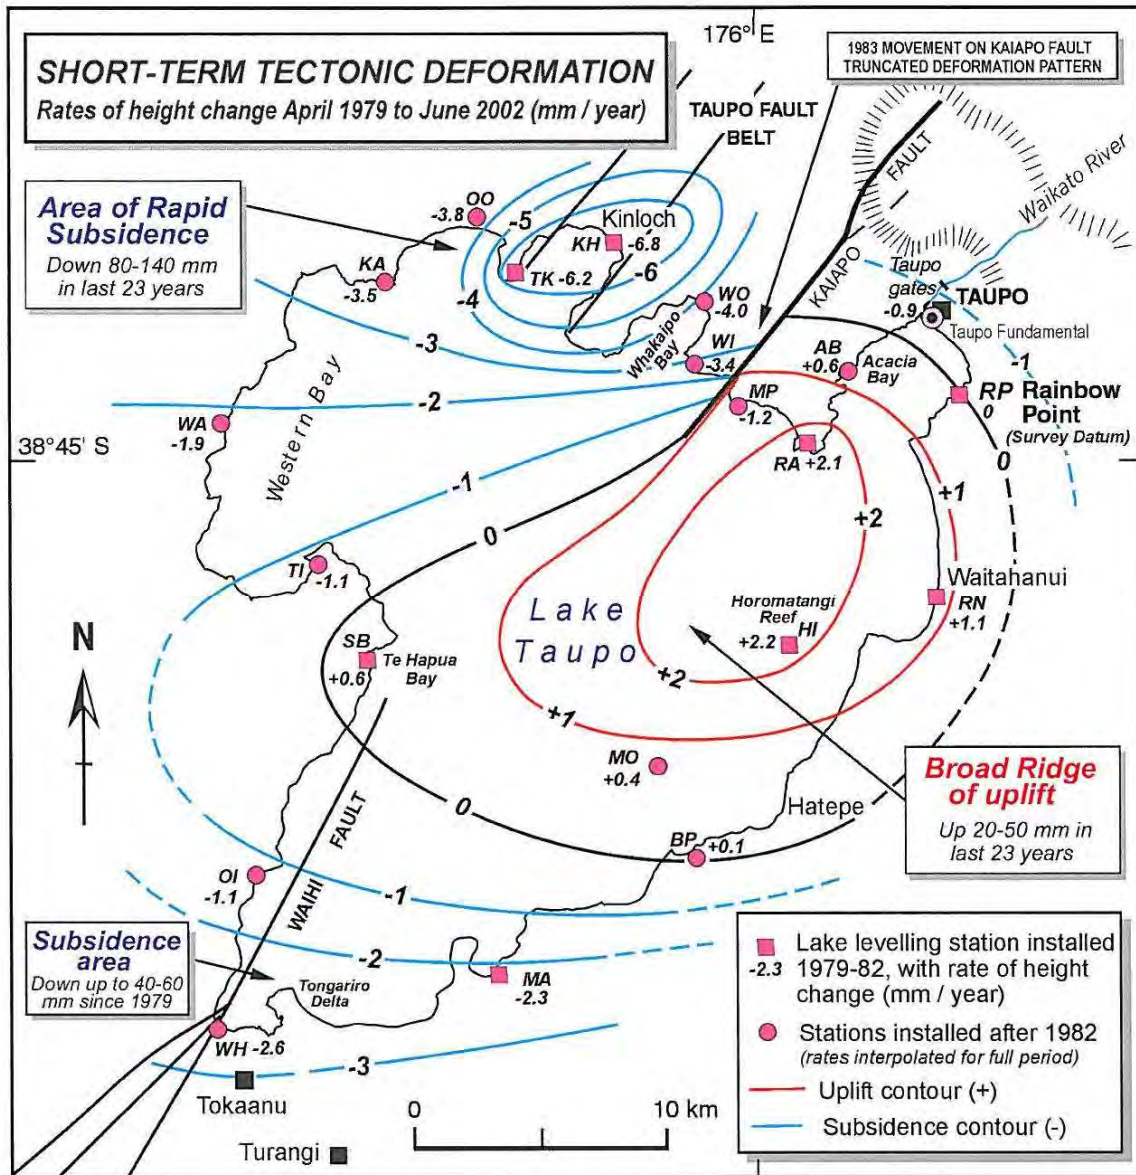 176° E
SHORT-TERM TECTONIC DEFORMATION
Rates of height change April 1979 to June 2002 (mm / year)
1983 MOVEMENT ON KAIAPO FAULT
TRUNCATED DEFORMATION PATTERN
TAUPO FAULT
BELT
KAIAPO FAULT
Waikato River
Area of Rapid
Subsidence
Down 80-140 mm
in last 23 years
OO
-3.8
-5
Kinloch
KH
-6.8
TK -6.2
-6
KA
-3.5
-4
-3
WO
-4.0
Whakaipo
Bay
WI
-3.4
Taupo
gates
-0.9
TAUPO
Taupo Fundamental
AB
+0.6
Acacia
Bay
-1
RP Rainbow
0 Point
(Survey Datum)
MP
-1.2
RA +2.1
-2
WA
-1.9
Western Bay
38°45' S
0
-1
+1
+2
0
TI
-1.1
Waitahanui
RN
+1.1
Lake
Taupo
Horomatangi
Reef
HI
+2.2
N
SB
+0.6
Te Hapua
Bay
+2
+1
MO
+0.4
Broad Ridge
of uplift
Up 20-50 mm in
last 23 years
0
Hatepe
BP
+0.1
WAIHI FAULT
OI
-1.1
-1
Subsidence
area
Down up to 40-60
mm since 1979
-2
Tongariro
Delta
MA
-2.3
WH -2.6
-3
Tokaanu
Turangi
0 10 km
Lake levelling station installed
-2.3 1979-82, with rate of height
change (mm / year)
Stations installed after 1982
(rates interpolated for full period)
Uplift contour (+)
Subsidence contour (-)